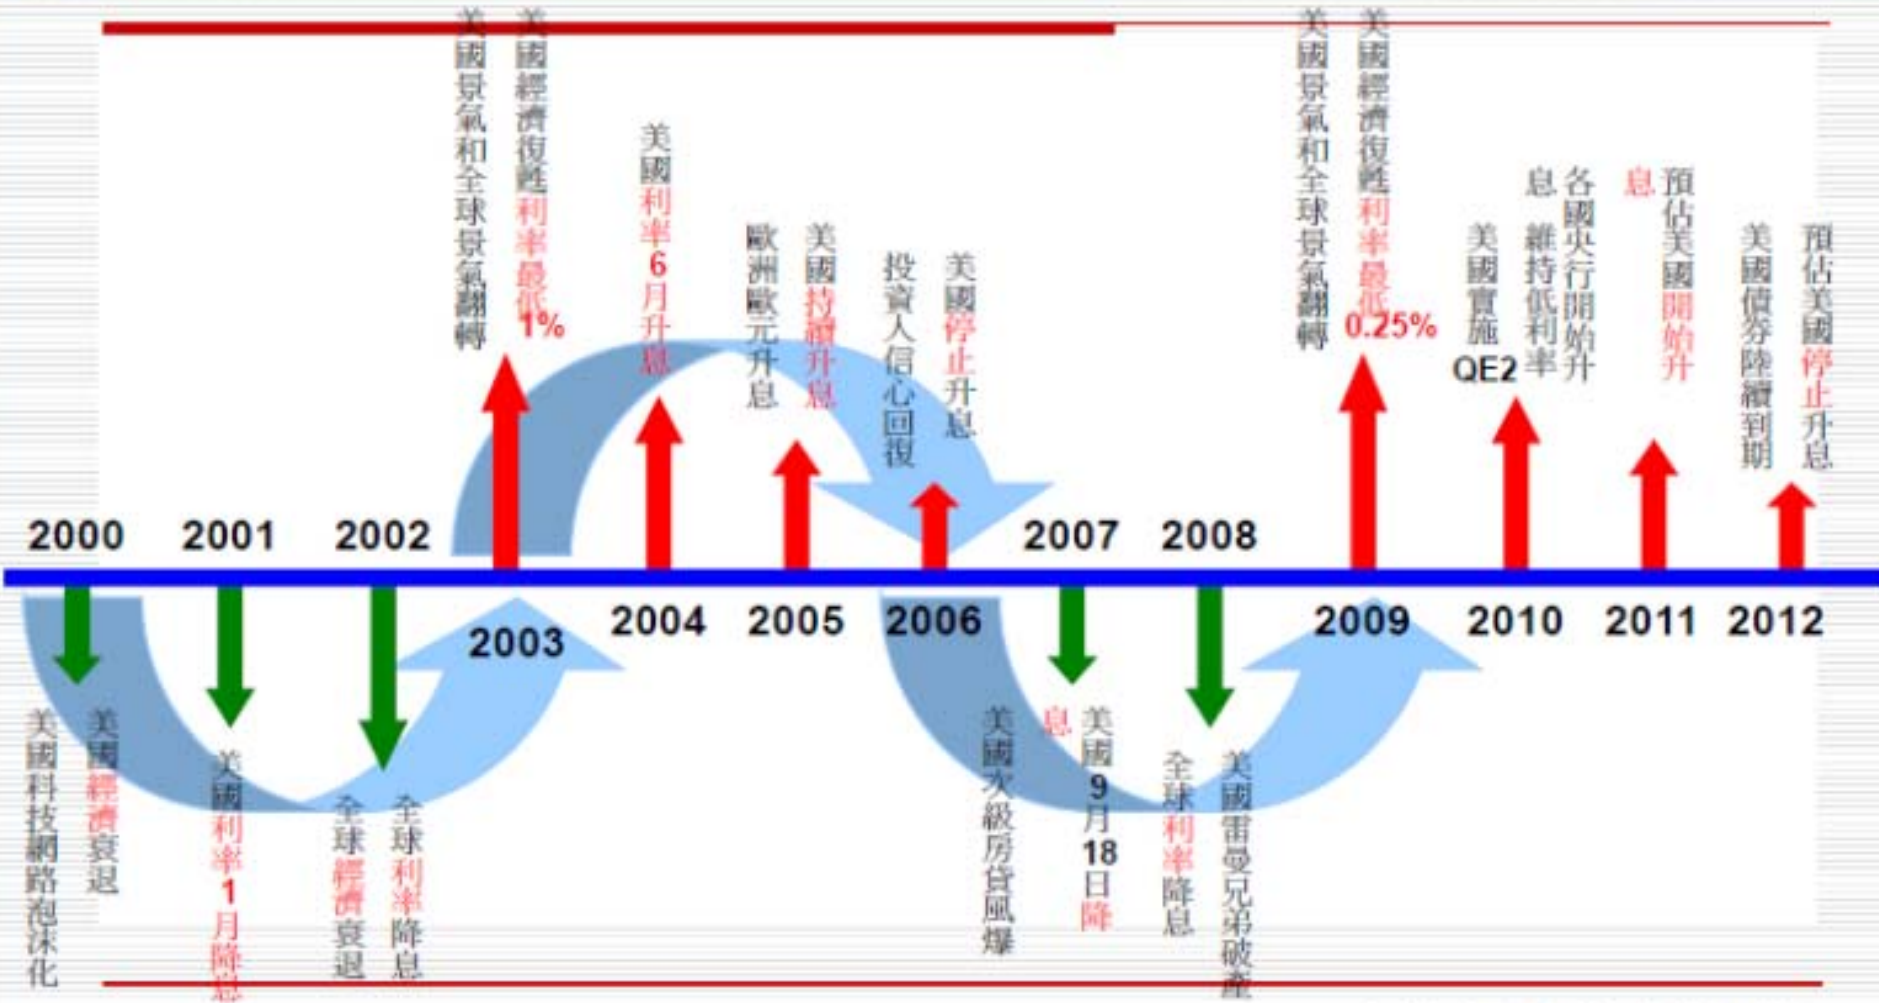 美國經濟復甦利率最低
1%
美國景氣和全球景氣翻轉
美國利率6月升息
美國持續升息
歐洲歐元升息
美國停止升息
投資人信心回復
美國經濟復甦利率最低
0.25%
美國景氣和全球景氣翻轉
各國央行開始升
息 維持低利率
美國實施
QE2
預估美國開始升
息
預估美國停止升息
美國債券陸續到期
2000
2001
2002
2007
2008
2003
2004
2005
2006
2009
2010
2011
2012
美國經濟衰退
美國科技網路泡沫化
美國利率1月降息
全球利率降息
全球經濟衰退
美國9月18日降
息
美國次級房貸風爆
美國雷曼兄弟破產
全球利率降息